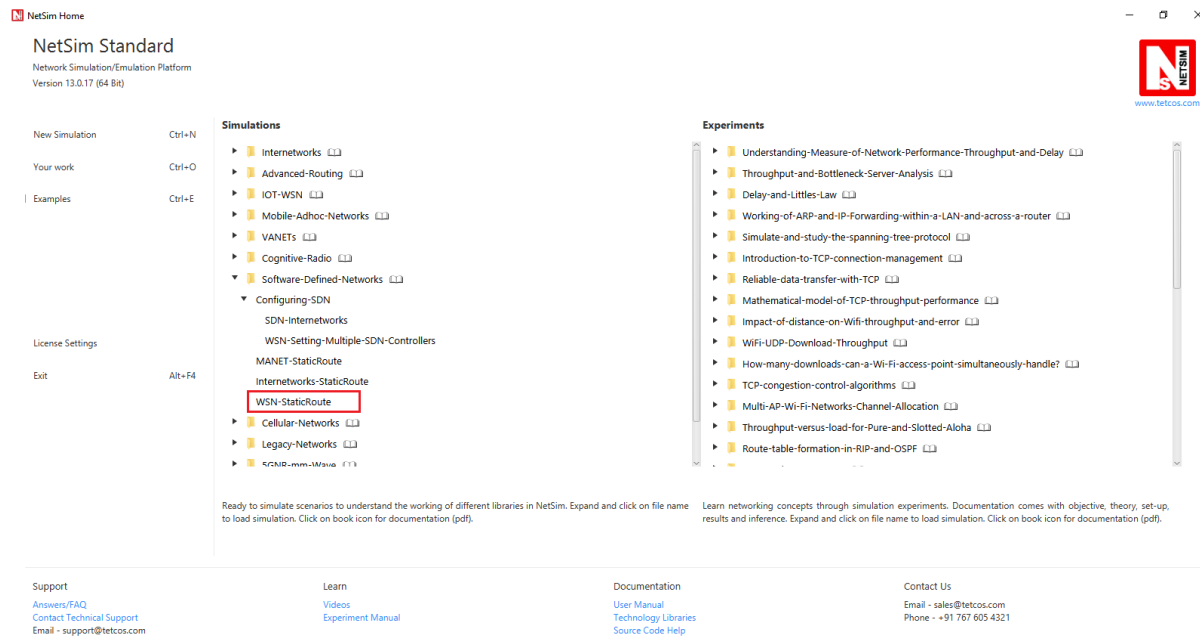 NetSim Home
NetSim Standard
Network Simulation/Emulation Platform
Version 13.0.17 (64 Bit)
NETSIM
www.tetcos.com
New Simulation Ctrl+N
Your work Ctrl+O
Examples Ctrl+E
License Settings
Exit Alt+F4
Simulations
Internetworks
Advanced-Routing
IOT-WSN
Mobile-Adhoc-Networks
VANETs
Cognitive-Radio
Software-Defined-Networks
Configuring-SDN
SDN-Internetworks
WSN-Setting-Multiple-SDN-Controllers
MANET-StaticRoute
Internetworks-StaticRoute
WSN-StaticRoute
Cellular-Networks
Legacy-Networks
5GNR-mm-Wave
Ready to simulate scenarios to understand the working of different libraries in NetSim. Expand and click on file name
to load simulation. Click on book icon for documentation (pdf).
Experiments
Understanding-Measure-of-Network-Performance-Throughput-and-Delay
Throughput-and-Bottleneck-Server-Analysis
Delay-and-Littles-Law
Working-of-ARP-and-IP-Forwarding-within-a-LAN-and-across-a-router
Simulate-and-study-the-spanning-tree-protocol
Introduction-to-TCP-connection-management
Reliable-data-transfer-with-TCP
Mathematical-model-of-TCP-throughput-performance
Impact-of-distance-on-Wifi-throughput-and-error
WiFi-UDP-Download-Throughput
How-many-downloads-can-a-Wi-Fi-access-point-simultaneously-handle?
TCP-congestion-control-algorithms
Multi-AP-Wi-Fi-Networks-Channel-Allocation
Throughput-versus-load-for-Pure-and-Slotted-Aloha
Route-table-formation-in-RIP-and-OSPF
Learn networking concepts through simulation experiments. Documentation comes with objective, theory, set-up,
results and inference. Expand and click on file name to load simulation. Click on book icon for documentation (pdf).
Support
Answers/FAQ
Contact Technical Support
Email - support@tetcos.com
Learn
Videos
Experiment Manual
Documentation
User Manual
Technology Libraries
Source Code Help
Contact Us
Email - sales@tetcos.com
Phone - +91 767 605 4321